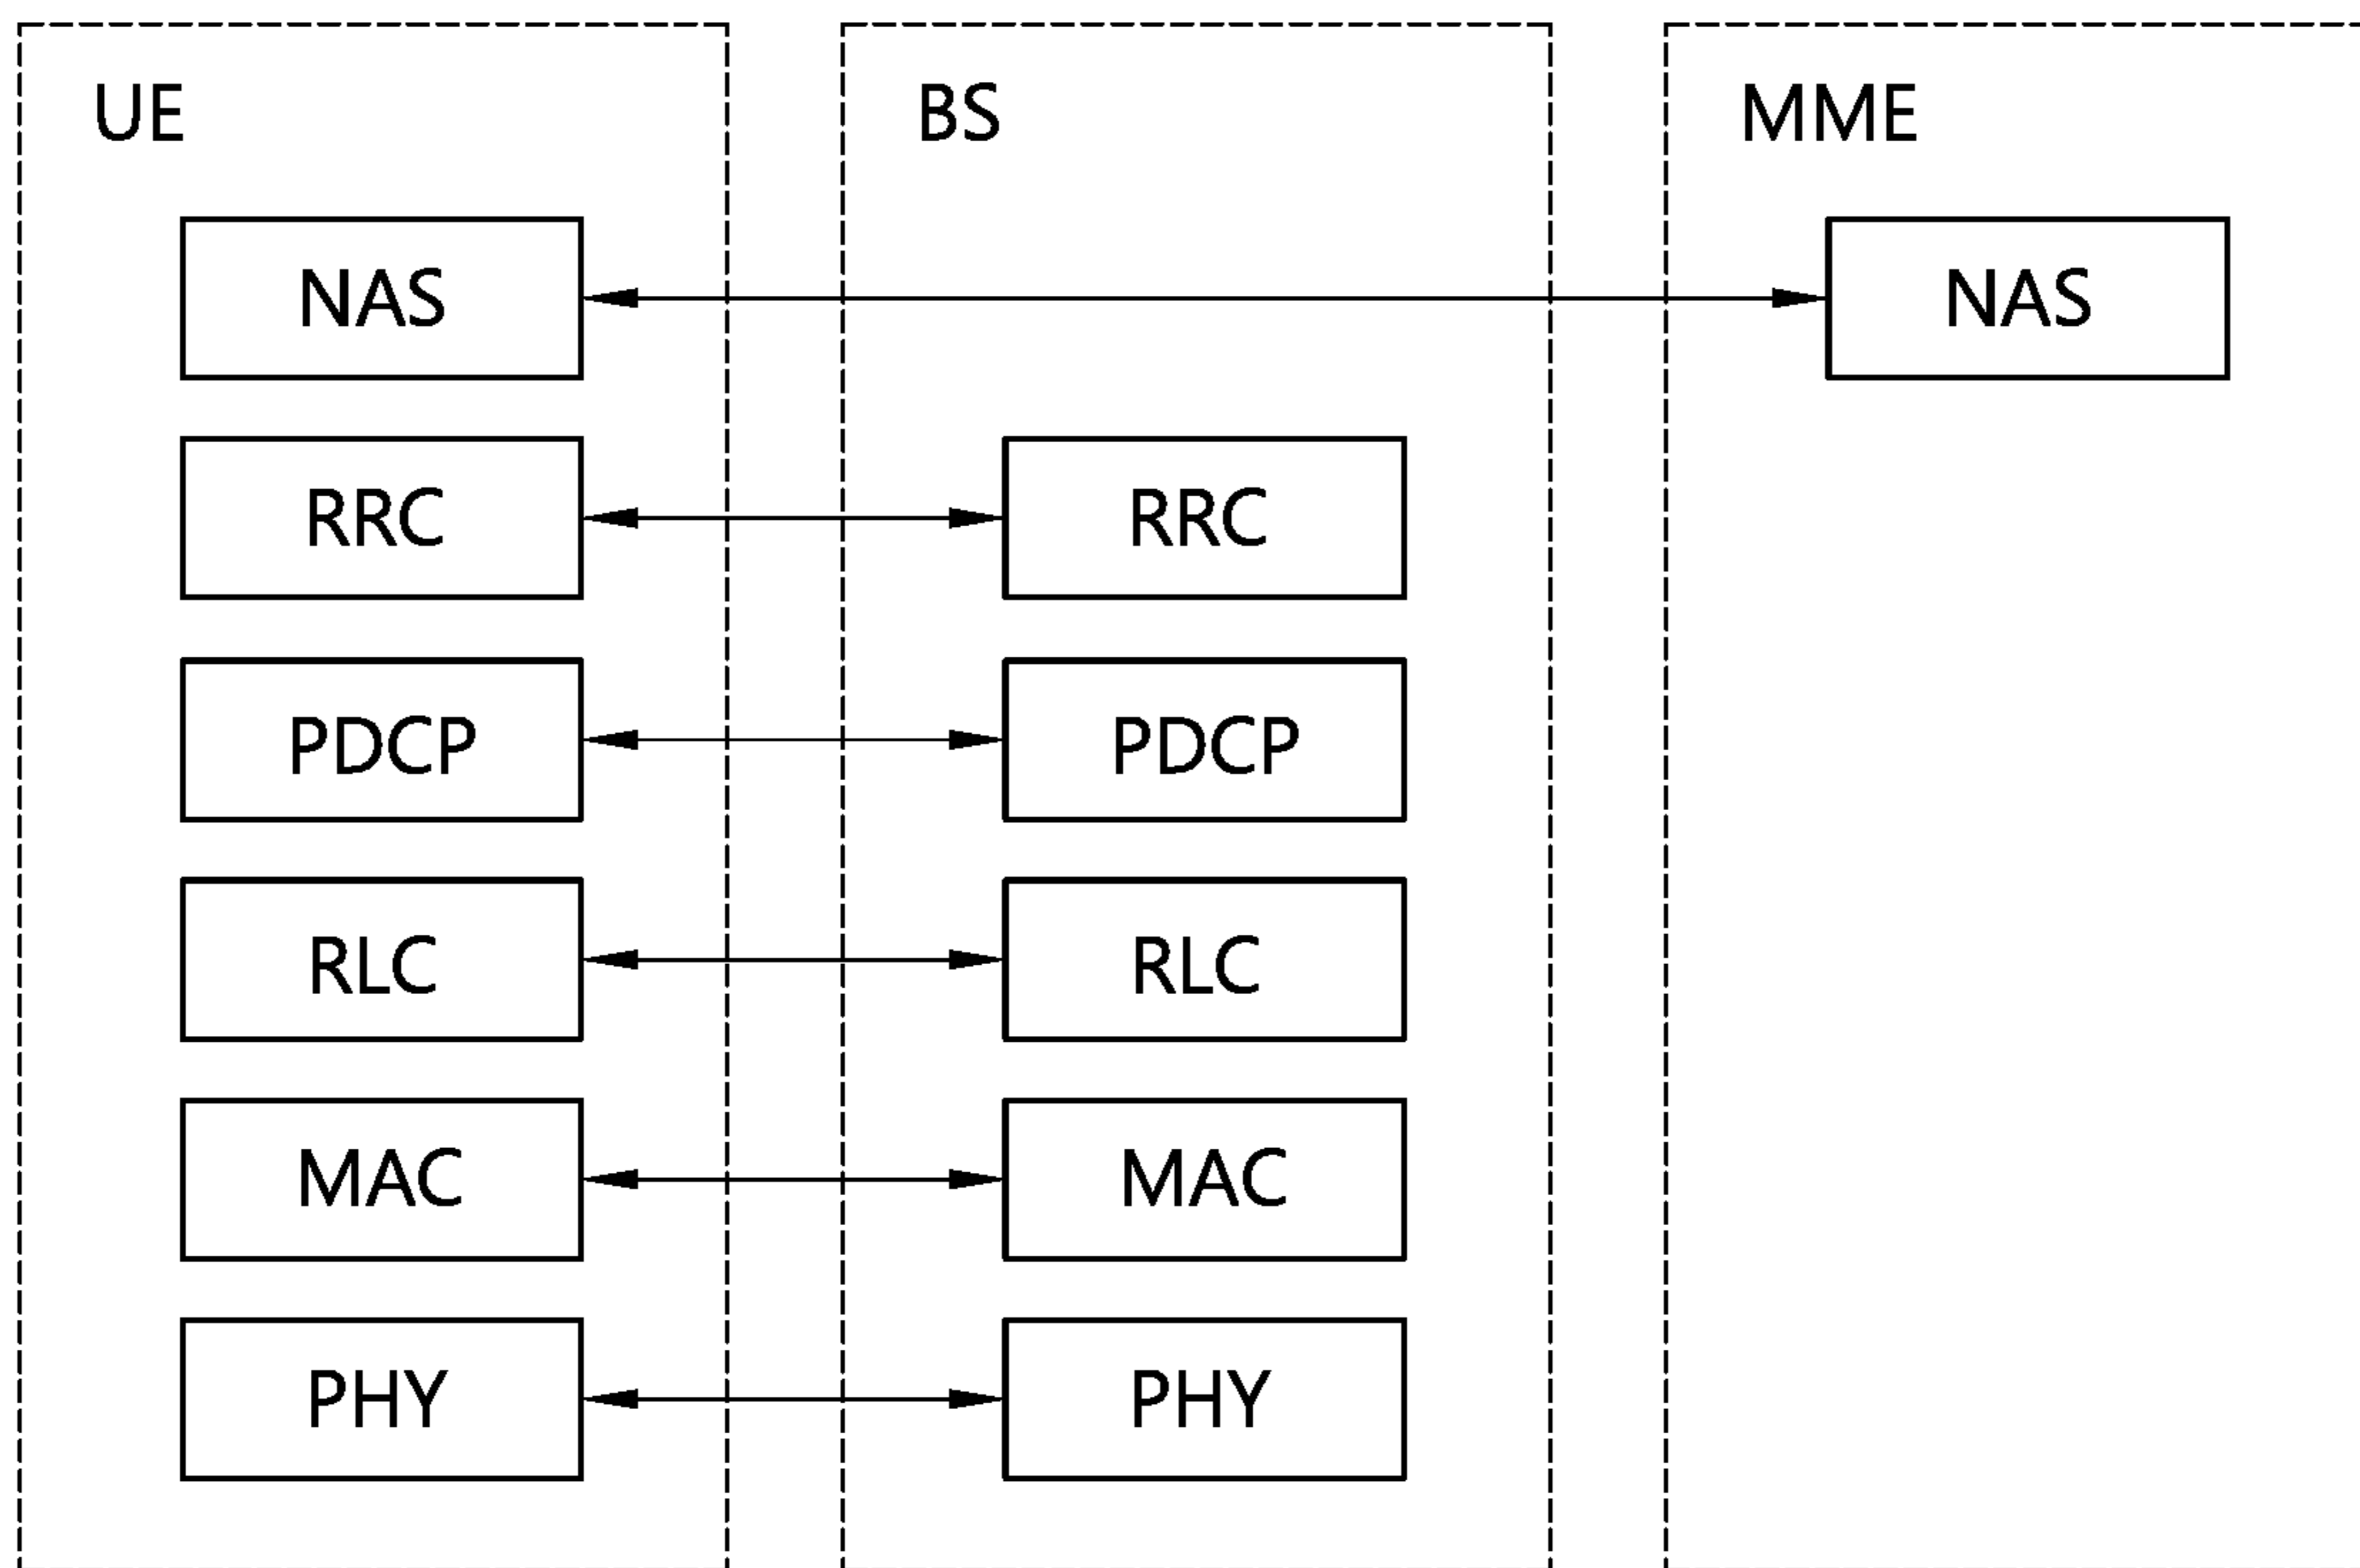 UE
BS
MME
NAS
NAS
RRC
RRC
PDCP
PDCP
RLC
RLC
MAC
MAC
PHY
PHY